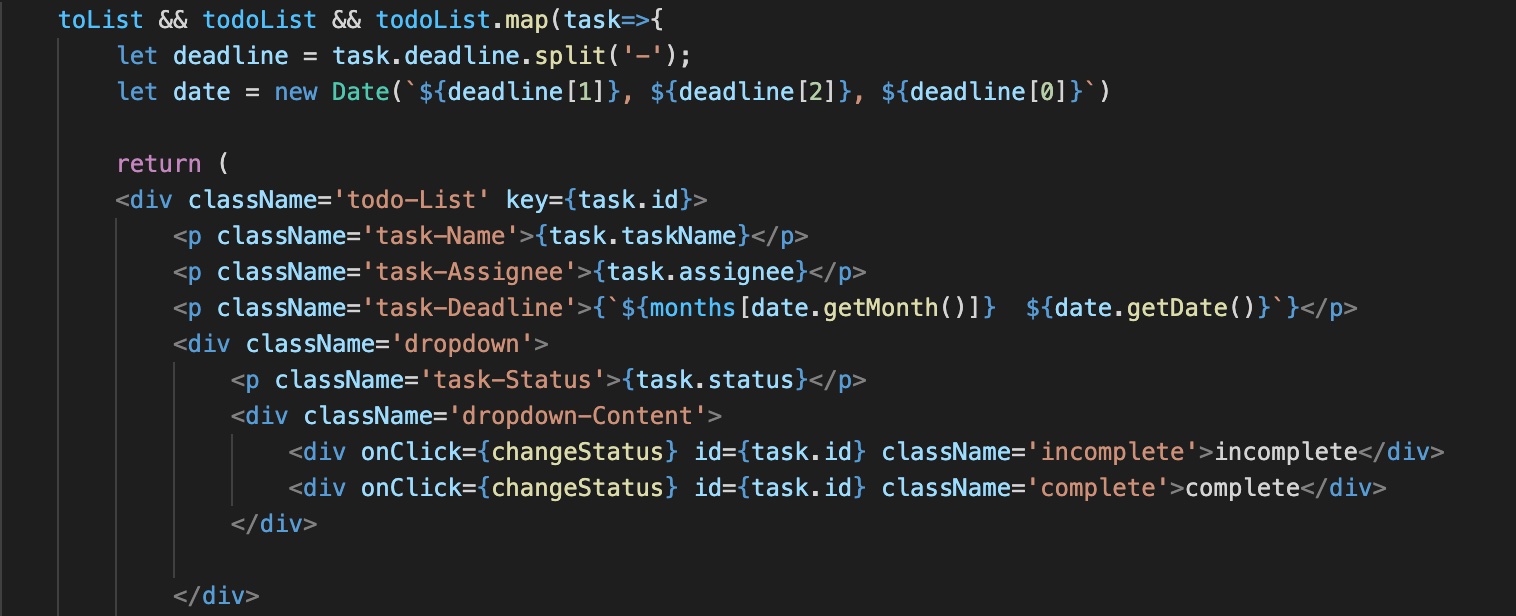 toList && todoList && todoList.map(task=>{
let deadline = task.deadline.split('-');
let date = new Date(`${deadline[1]}, ${deadline[2]}, ${deadline[0]}`)
return (
<div className='todo-List' key={task.id}>
<p className='task-Name'>{task.taskName}</p>
<p className='task-Assignee'>{task.assignee}</p>
<p className='task-Deadline'>{`${months[date.getMonth()]}  ${date.getDate()}`}</p>
<div className='dropdown'>
<p className='task-Status'>{task.status}</p>
<div className='dropdown-Content'>
<div onClick={changeStatus} id={task.id} className='incomplete'>incomplete</div>
<div onClick={changeStatus} id={task.id} className='complete'>complete</div>
</div>
</div>